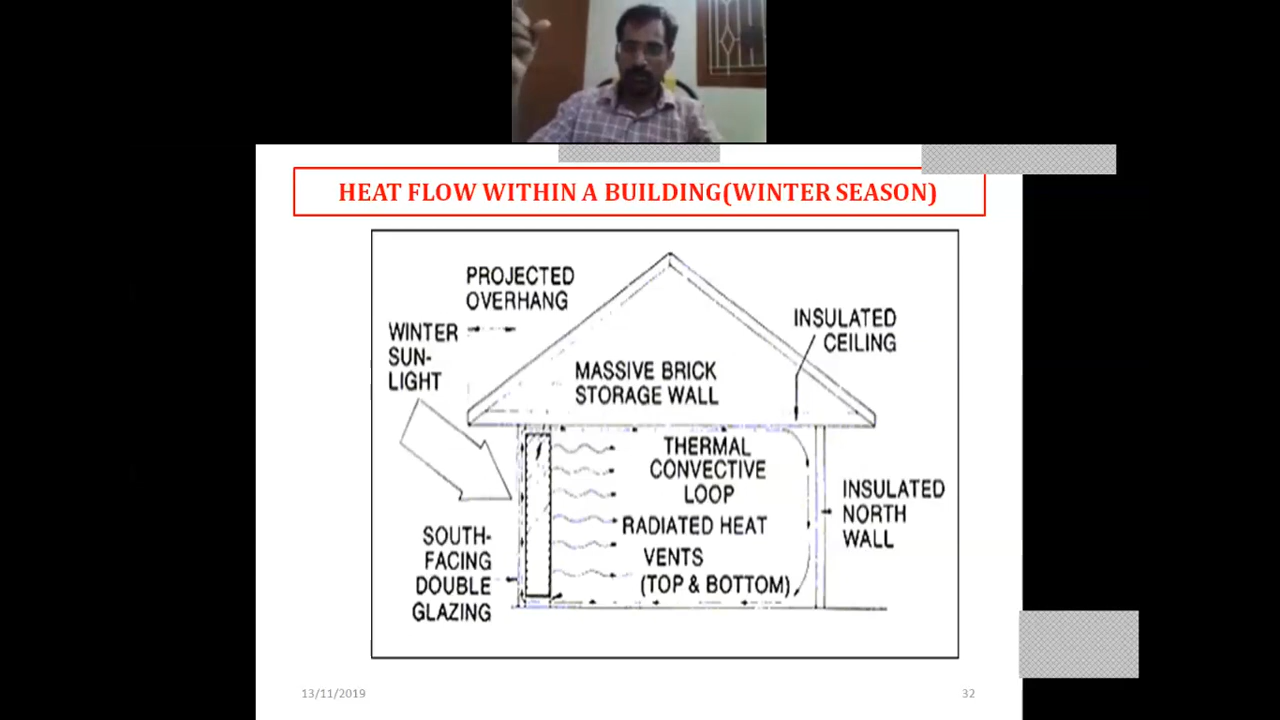 HEAT FLOW WITHIN A BUILDING(WINTER SEASON)
PROJECTED
OVERHANG
WINTER
SUN-
LIGHT
INSULATED
CEILING
MASSIVE BRICK
STORAGE WALL
THERMAL
CONVECTIVE
LOOP
RADIATED HEAT
VENTS
(TOP & BOTTOM)
INSULATED
NORTH
WALL
SOUTH-
FACING
DOUBLE
GLAZING
13/11/2019
32